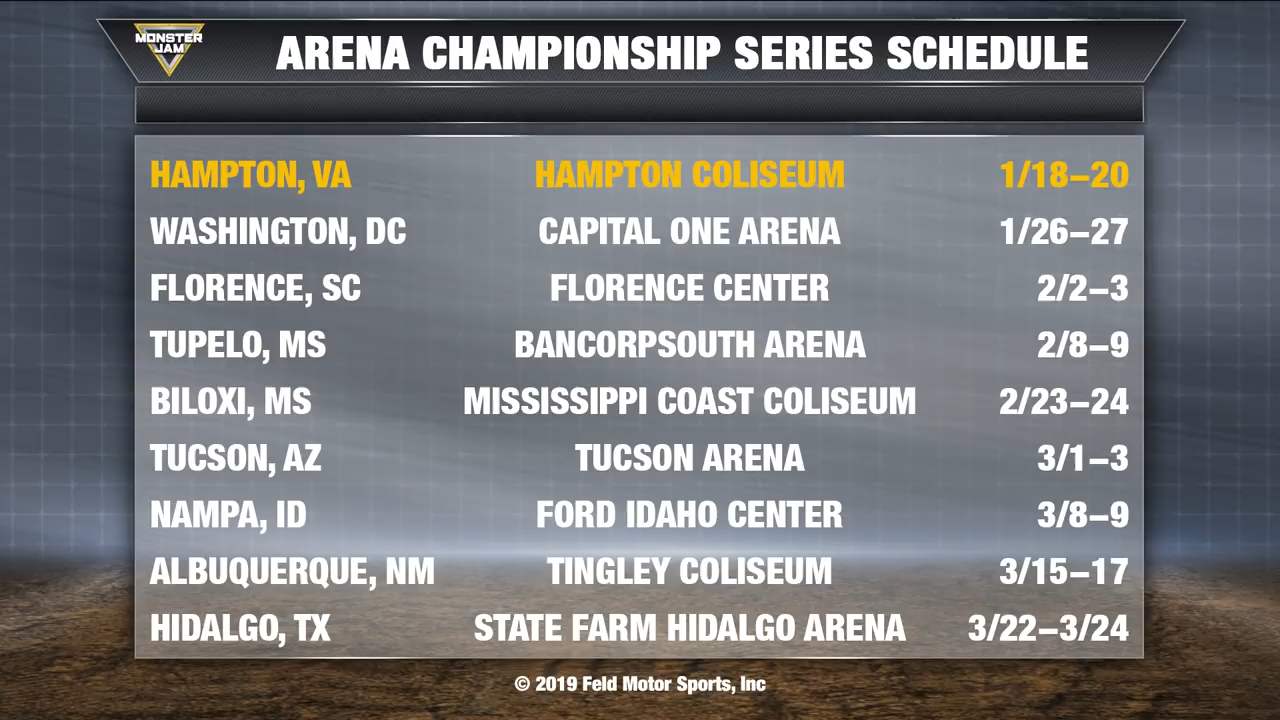 MONSTER
JAM
ARENA CHAMPIONSHIP SERIES SCHEDULE
HAMPTON, VA HAMPTON COLISEUM 1/18–20
WASHINGTON, DC CAPITAL ONE ARENA 1/26–27
FLORENCE, SC FLORENCE CENTER 2/2–3
TUPELO, MS BANCORPSOUTH ARENA 2/8–9
BILOXI, MS MISSISSIPPI COAST COLISEUM 2/23–24
TUCSON, AZ TUCSON ARENA 3/1–3
NAMPA, ID FORD IDAHO CENTER 3/8–9
ALBUQUERQUE, NM TINGLEY COLISEUM 3/15–17
HIDALGO, TX STATE FARM HIDALGO ARENA 3/22–3/24
© 2019 Feld Motor Sports, Inc